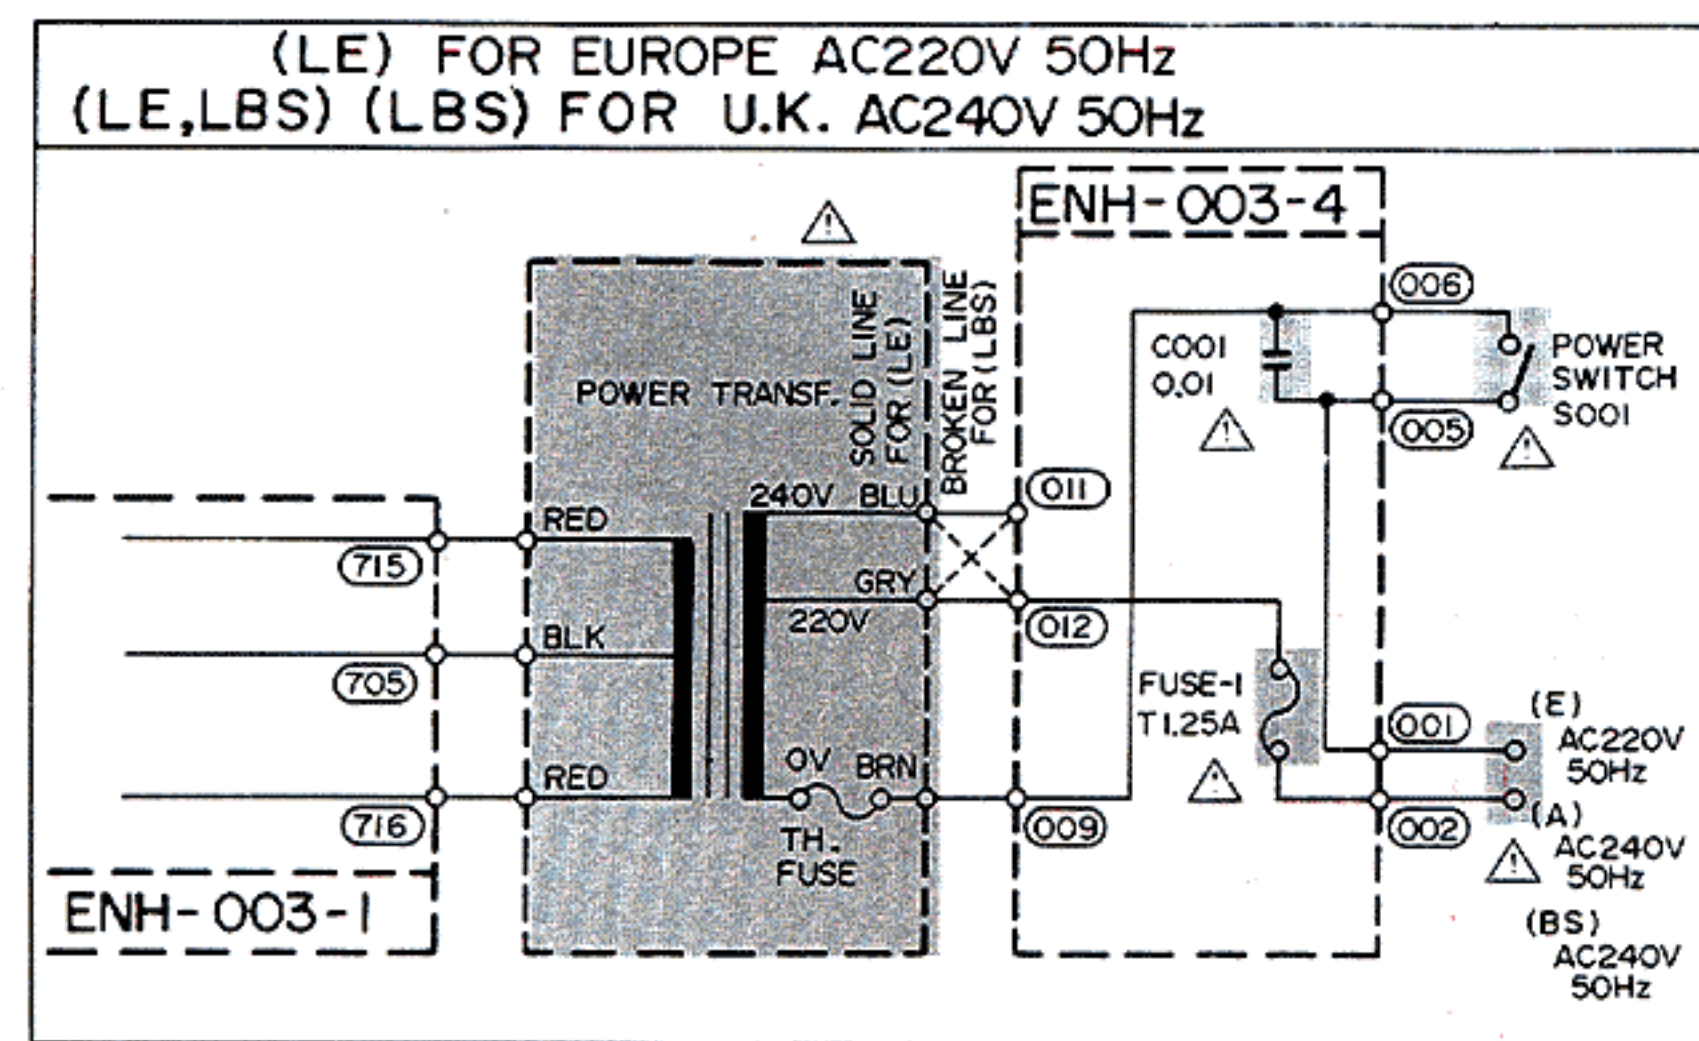 (LE) FOR EUROPE AC220V 50Hz
(LE,LBS) (LBS) FOR U.K. AC240V 50Hz
ENH-003-4
006
C001
0.01
POWER
SWITCH
S001
005
POWER TRANSF.
SOLID LINE
FOR (LE)
BROKEN LINE
FOR (LBS)
240V BLU
011
RED
715
GRY
220V
012
BLK
705
FUSE-1
T1.25A
001
(E)
AC220V
50Hz
0V BRN
RED
716
TH.
FUSE
009
002
(A)
AC240V
50Hz
ENH-003-1
(BS)
AC240V
50Hz